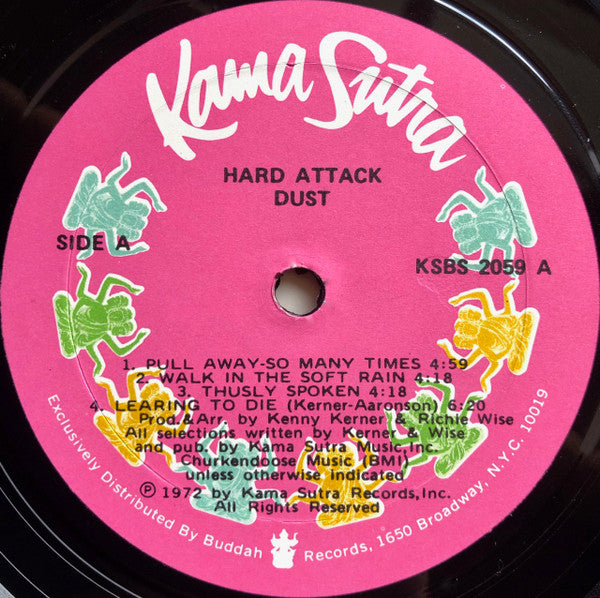 Kama Sutra
HARD ATTACK
DUST
SIDE A
KSBS 2059 A
1. PULL AWAY-SO MANY TIMES 4:59
2. WALK IN THE SOFT RAIN 4:18
3. THUSLY SPOKEN 4:18
4. LEARING TO DIE (Kerner-Aaronson) 6:20
Prod.&Arr. by Kenny Kerner & Richie Wise
All selections written by Kerner & Wise
and pub. by Kama Sutra Music,Inc.
Churkendoose Music (BMI)
unless otherwise indicated
℗ 1972 by Kama Sutra Records,Inc.
All Rights Reserved
Exclusively Distributed By Buddah Records, 1650 Broadway, N.Y.C. 10019